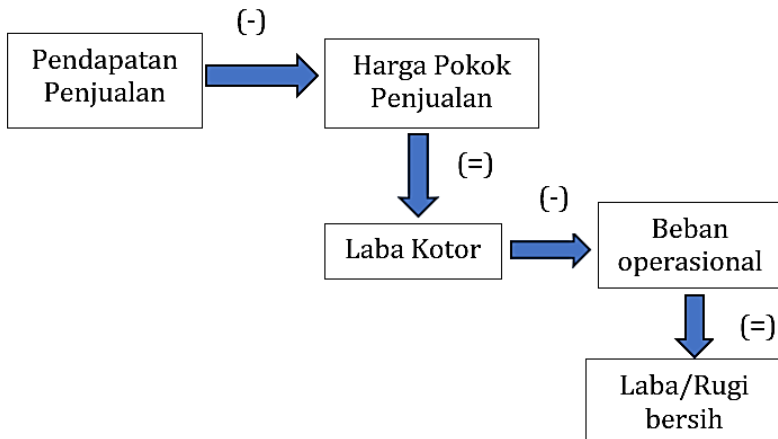 (-)
Pendapatan
Penjualan
Harga Pokok
Penjualan
(=)
Laba Kotor
(-)
Beban
operasional
(=)
Laba/Rugi
bersih